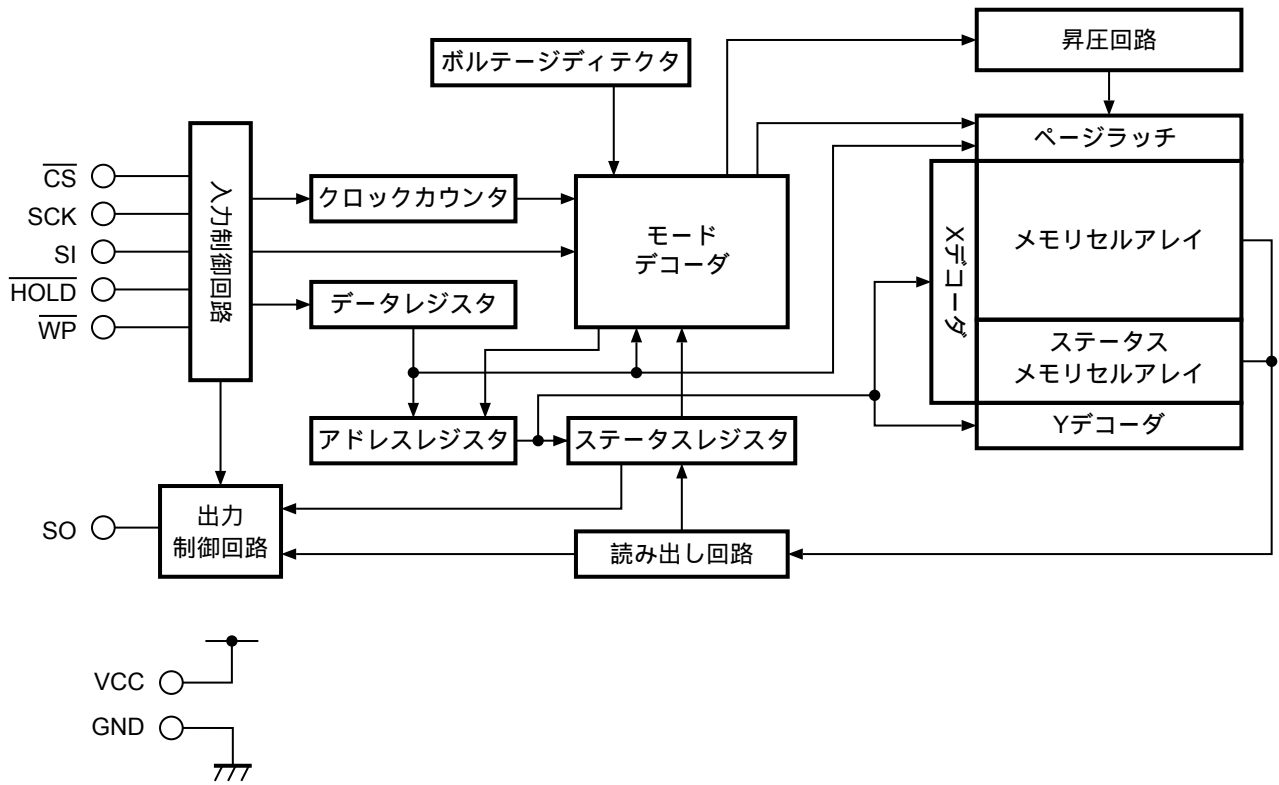 昇圧回路
ボルテージディテクタ
ページラッチ
CS
SCK
SI
HOLD
WP
入力制御回路
クロックカウンタ
データレジスタ
モード
デコーダ
Xデコーダ
メモリセルアレイ
ステータス
メモリセルアレイ
Yデコーダ
アドレスレジスタ
ステータスレジスタ
SO
出力
制御回路
読み出し回路
VCC
GND